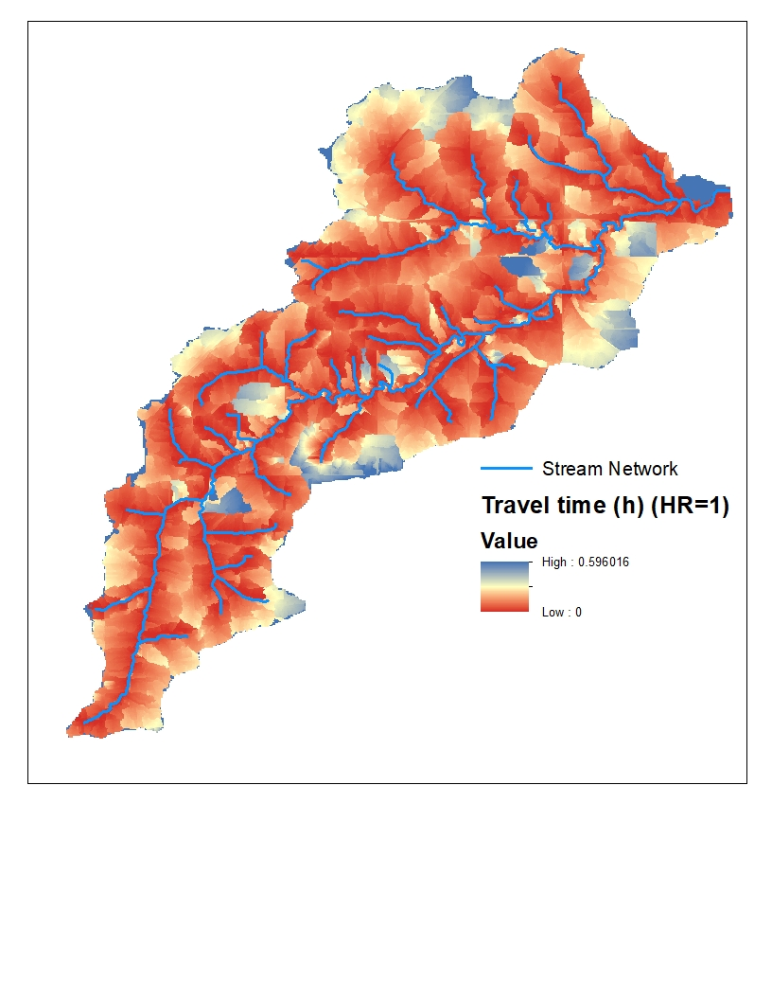 Stream Network
Travel time (h) (HR=1)
Value
High : 0.596016
Low : 0